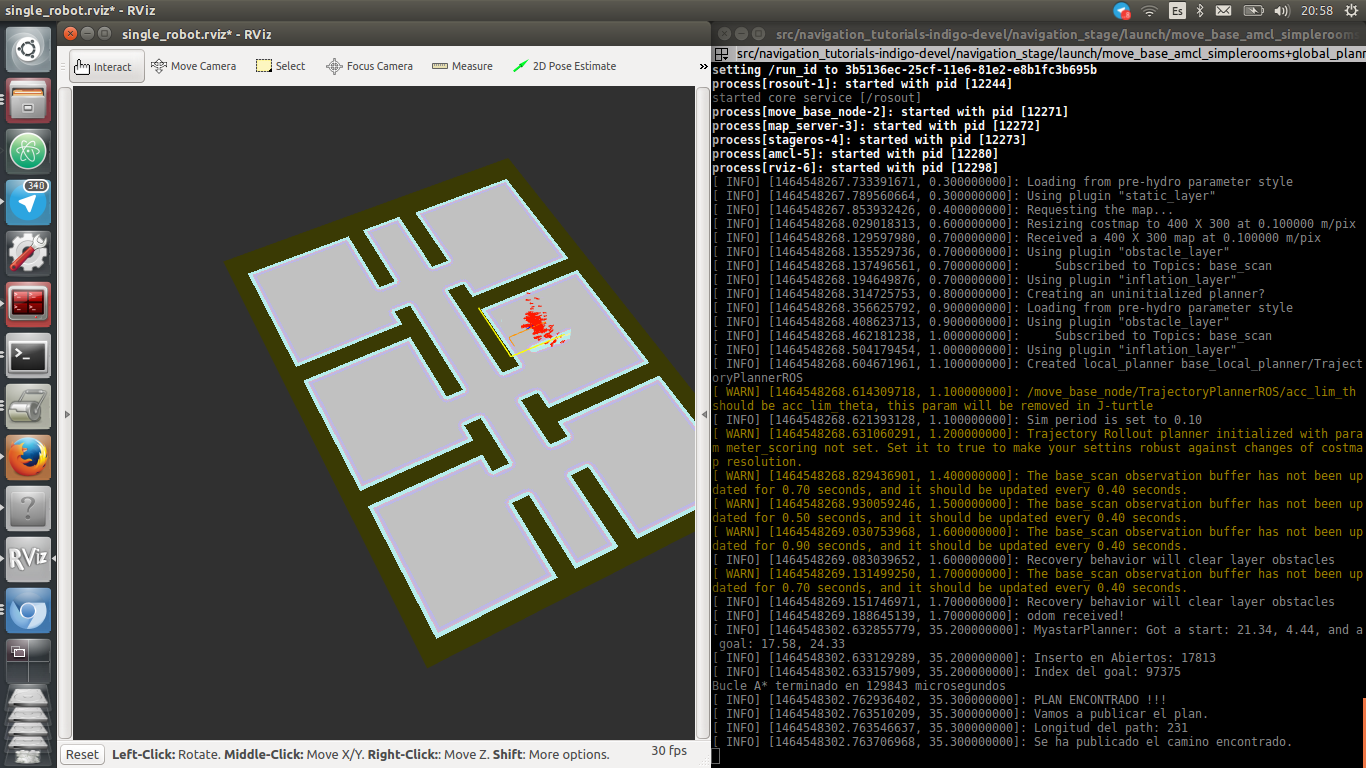 single_robot.rviz* - RViz
Es
20:58
single_robot.rviz* - RViz
Interact
Move Camera
Select
Focus Camera
Measure
2D Pose Estimate
»
340
>_
?
RViz
Reset
Left-Click: Rotate. Middle-Click: Move X/Y. Right-Click:: Move Z. Shift: More options.
30 fps
src/navigation_tutorials-indigo-devel/navigation_stage/launch/move_base_amcl_simplerooms
src/navigation_tutorials-indigo-devel/navigation_stage/launch/move_base_amcl_simplerooms+global_plann
setting /run_id to 3b5136ec-25cf-11e6-81e2-e8b1fc3b695b
process[rosout-1]: started with pid [12244]
started core service [/rosout]
process[move_base_node-2]: started with pid [12271]
process[map_server-3]: started with pid [12272]
process[stageros-4]: started with pid [12273]
process[amcl-5]: started with pid [12280]
process[rviz-6]: started with pid [12298]
[ INFO] [1464548267.733391671, 0.300000000]: Loading from pre-hydro parameter style
[ INFO] [1464548267.789560664, 0.300000000]: Using plugin "static_layer"
[ INFO] [1464548267.853932426, 0.400000000]: Requesting the map...
[ INFO] [1464548268.029018313, 0.600000000]: Resizing costmap to 400 X 300 at 0.100000 m/pix
[ INFO] [1464548268.129597980, 0.700000000]: Received a 400 X 300 map at 0.100000 m/pix
[ INFO] [1464548268.135529736, 0.700000000]: Using plugin "obstacle_layer"
[ INFO] [1464548268.137496561, 0.700000000]:     Subscribed to Topics: base_scan
[ INFO] [1464548268.194649876, 0.700000000]: Using plugin "inflation_layer"
[ INFO] [1464548268.314725753, 0.800000000]: Creating an uninitialized planner?
[ INFO] [1464548268.356625792, 0.900000000]: Loading from pre-hydro parameter style
[ INFO] [1464548268.408623713, 0.900000000]: Using plugin "obstacle_layer"
[ INFO] [1464548268.462181238, 1.000000000]:     Subscribed to Topics: base_scan
[ INFO] [1464548268.504179454, 1.000000000]: Using plugin "inflation_layer"
[ INFO] [1464548268.604671961, 1.100000000]: Created local_planner base_local_planner/Traject
oryPlannerROS
[ WARN] [1464548268.614309718, 1.100000000]: /move_base_node/TrajectoryPlannerROS/acc_lim_th
should be acc_lim_theta, this param will be removed in J-turtle
[ INFO] [1464548268.621393128, 1.100000000]: Sim period is set to 0.10
[ WARN] [1464548268.631060291, 1.200000000]: Trajectory Rollout planner initialized with para
m meter_scoring not set. Set it to true to make your settins robust against changes of costma
p resolution.
[ WARN] [1464548268.829436901, 1.400000000]: The base_scan observation buffer has not been up
dated for 0.70 seconds, and it should be updated every 0.40 seconds.
[ WARN] [1464548268.930059246, 1.500000000]: The base_scan observation buffer has not been up
dated for 0.50 seconds, and it should be updated every 0.40 seconds.
[ WARN] [1464548269.030753968, 1.600000000]: The base_scan observation buffer has not been up
dated for 0.90 seconds, and it should be updated every 0.40 seconds.
[ INFO] [1464548269.083039652, 1.600000000]: Recovery behavior will clear layer obstacles
[ WARN] [1464548269.131499250, 1.700000000]: The base_scan observation buffer has not been up
dated for 0.70 seconds, and it should be updated every 0.40 seconds.
[ INFO] [1464548269.151746971, 1.700000000]: Recovery behavior will clear layer obstacles
[ INFO] [1464548269.188645139, 1.700000000]: odom received!
[ INFO] [1464548302.632855779, 35.200000000]: MyastarPlanner: Got a start: 21.34, 4.44, and a
goal: 17.58, 24.33
[ INFO] [1464548302.633129289, 35.200000000]: Inserto en Abiertos: 17813
[ INFO] [1464548302.633157909, 35.200000000]: Index del goal: 97375
Bucle A* terminado en 129843 microsegundos
[ INFO] [1464548302.762936402, 35.300000000]: PLAN ENCONTRADO !!!
[ INFO] [1464548302.763510209, 35.300000000]: Vamos a publicar el plan.
[ INFO] [1464548302.763546637, 35.300000000]: Longitud del path: 231
[ INFO] [1464548302.763706968, 35.300000000]: Se ha publicado el camino encontrado.